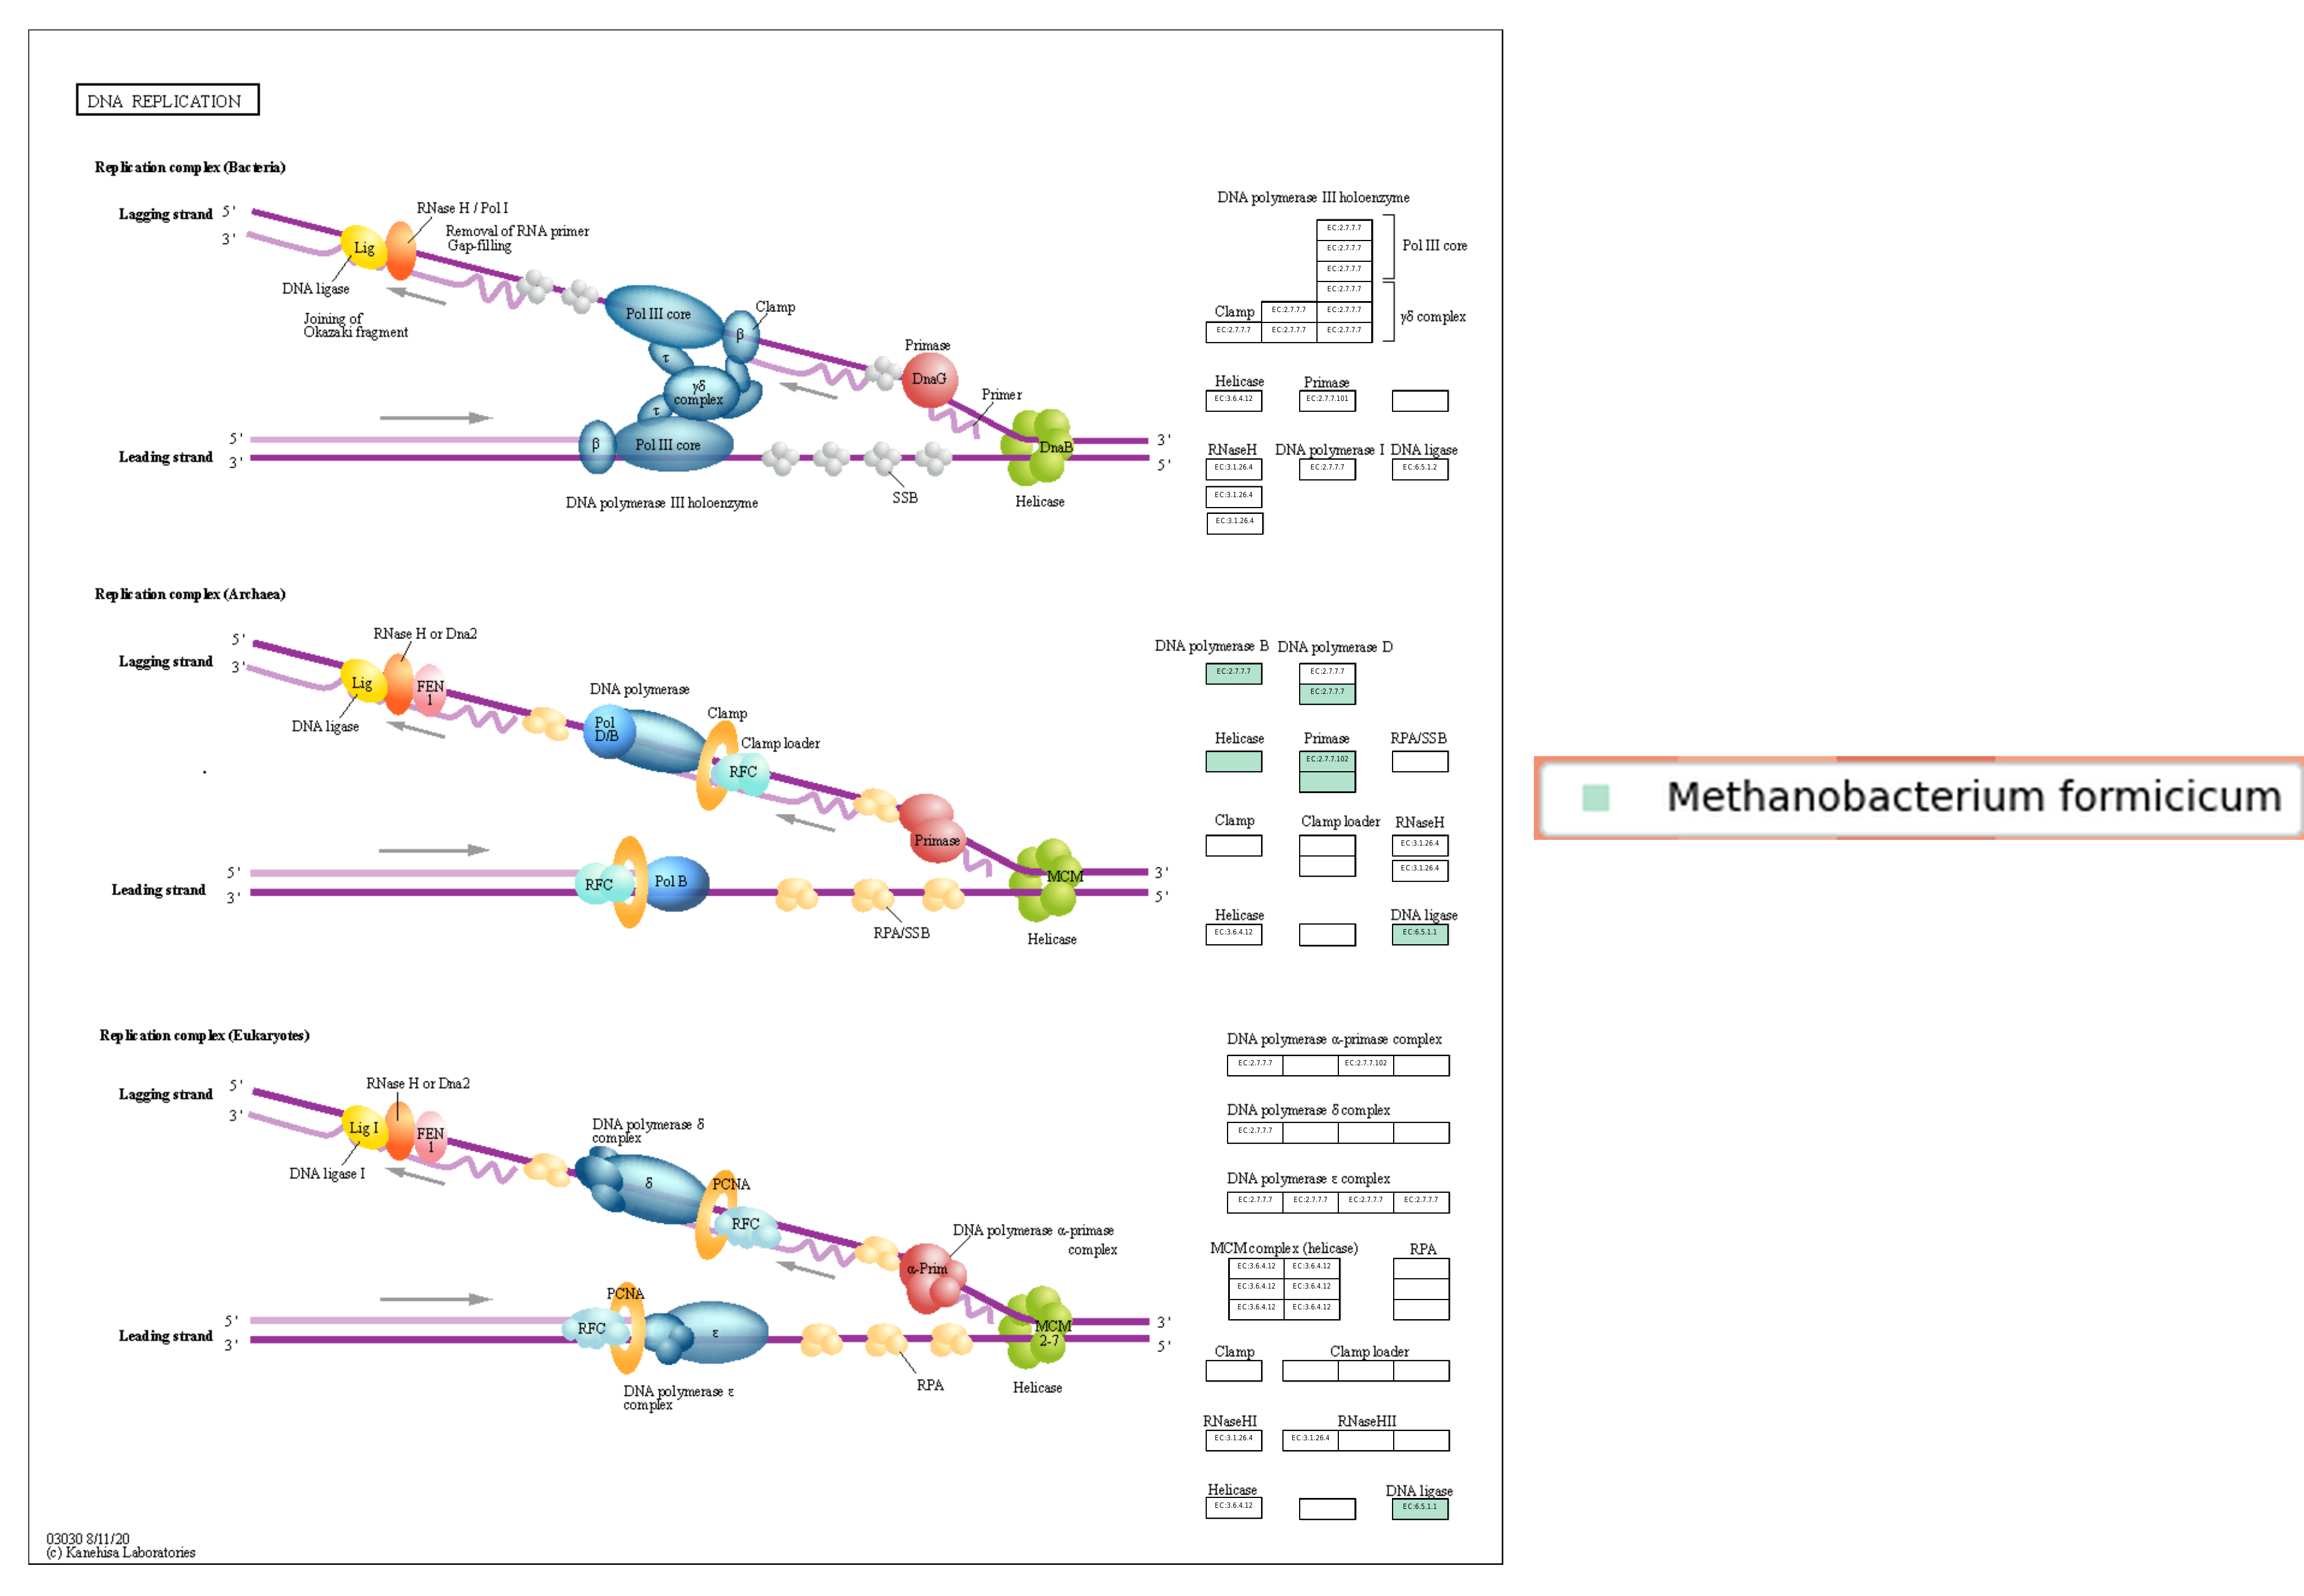 DNA REPLICATION
Replication complex (Bacteria)
Lagging strand 5' 3'
RNase H / Pol I
Removal of RNA primer
Gap-filling
Lig
DNA ligase
Joining of
Okazaki fragment
Pol III core
Clamp
β
τ
γδ
complex
τ
Primase
DnaG
Primer
5'
Leading strand 3'
β
Pol III core
DnaB
3'
5'
SSB
DNA polymerase III holoenzyme
Helicase
DNA polymerase III holoenzyme
EC:2.7.7.7
EC:2.7.7.7
EC:2.7.7.7
Pol III core
EC:2.7.7.7
Clamp EC:2.7.7.7 EC:2.7.7.7
EC:2.7.7.7 EC:2.7.7.7 EC:2.7.7.7
γδ complex
Helicase Primase
EC:3.6.4.12 EC:2.7.7.101
RNaseH DNA polymerase I DNA ligase
EC:3.1.26.4 EC:2.7.7.7 EC:6.5.1.2
EC:3.1.26.4
EC:3.1.26.4
Replication complex (Archaea)
5'
Lagging strand 3'
RNase H or Dna2
Lig
FEN
1
DNA ligase
DNA polymerase
Pol
D/B
Clamp
Clamp loader
RFC
Primase
5'
Leading strand 3'
RFC
Pol B
MCM
3'
5'
RPA/SSB
Helicase
DNA polymerase B DNA polymerase D
EC:2.7.7.7 EC:2.7.7.7
EC:2.7.7.7
Helicase Primase RPA/SSB
EC:2.7.7.102
Clamp Clamp loader RNaseH
EC:3.1.26.4
EC:3.1.26.4
Helicase DNA ligase
EC:3.6.4.12 EC:6.5.1.1
Methanobacterium formicicum
Replication complex (Eukaryotes)
5'
Lagging strand 3'
RNase H or Dna2
Lig I
FEN
1
DNA ligase I
DNA polymerase δ
complex
δ
PCNA
RFC
DNA polymerase α-primase
complex
α-Prim
PCNA
5'
Leading strand 3'
RFC
ε
MCM
2-7
3'
5'
RPA
Helicase
DNA polymerase ε
complex
DNA polymerase α-primase complex
EC:2.7.7.7 EC:2.7.7.102
DNA polymerase δ complex
EC:2.7.7.7
DNA polymerase ε complex
EC:2.7.7.7 EC:2.7.7.7 EC:2.7.7.7 EC:2.7.7.7
MCM complex (helicase) RPA
EC:3.6.4.12 EC:3.6.4.12
EC:3.6.4.12 EC:3.6.4.12
EC:3.6.4.12 EC:3.6.4.12
Clamp Clamp loader
RNaseHI RNaseHII
EC:3.1.26.4 EC:3.1.26.4
Helicase DNA ligase
EC:3.6.4.12 EC:6.5.1.1
03030 8/11/20
(c) Kanehisa Laboratories